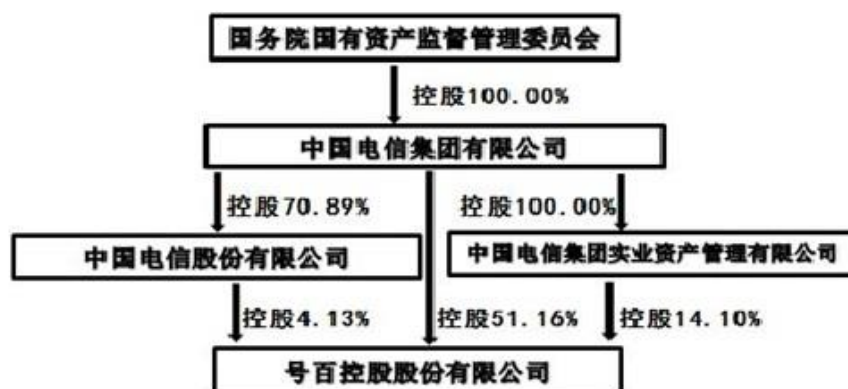 国务院国有资产监督管理委员会
控股100.00%
中国电信集团有限公司
控股70.89%
控股100.00%
中国电信股份有限公司
中国电信集团实业资产管理有限公司
控股4.13%
控股51.16%
控股14.10%
号百控股股份有限公司